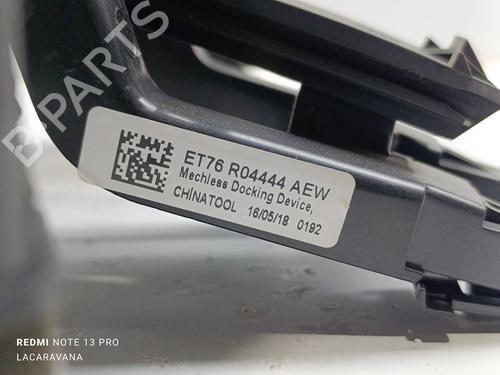 B-PARTS
ET76 R04444 AEW
Mechless Docking Device,
CHINATOOL 16/05/18 0192
REDMI NOTE 13 PRO
LACARAVANA